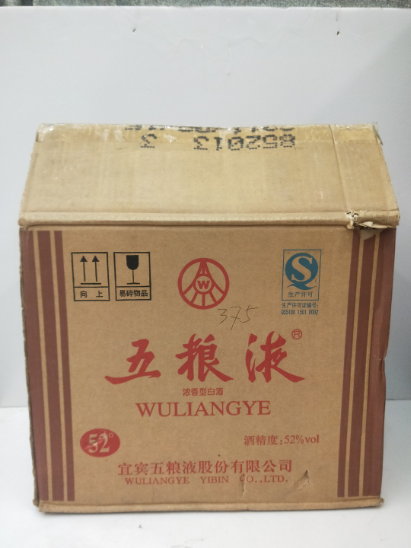 852013 3
向上
易碎物品
W
S
生产许可
375
五粮液®
浓香型白酒
WULIANGYE
52°
酒精度:52%vol
宜宾五粮液股份有限公司
WULIANGYE YIBIN CO.,LTD.